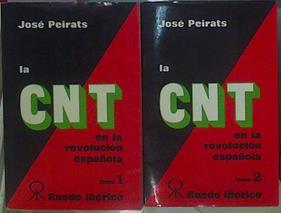 José Peirats
la
CNT
en la
revolución
española
tomo 1
Ruedo ibérico
José Peirats
la
CNT
en la
revolución
española
tomo 2
Ruedo ibérico